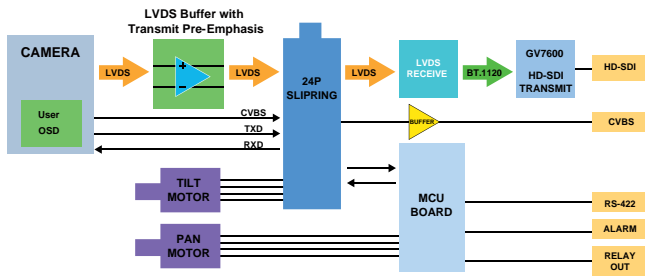 LVDS Buffer with
Transmit Pre-Emphasis
CAMERA
LVDS
LVDS
24P
SLIPRING
LVDS
LVDS
RECEIVE
BT.1120
GV7600
HD-SDI
TRANSMIT
HD-SDI
User
OSD
CVBS
TXD
RXD
BUFFER
CVBS
TILT
MOTOR
MCU
BOARD
RS-422
PAN
MOTOR
ALARM
RELAY
OUT